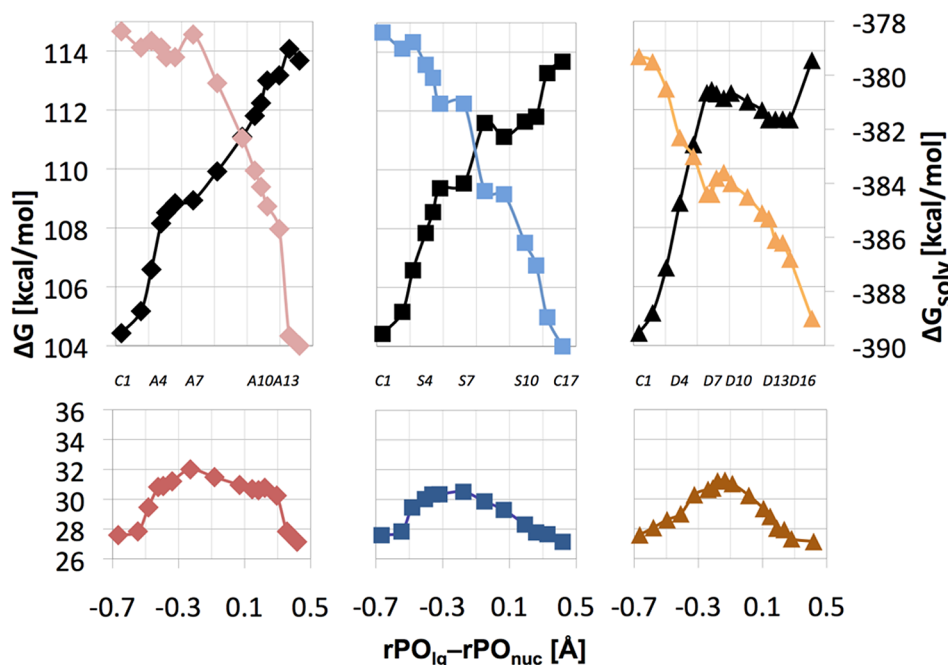 114
112
110
108
106
104
ΔG [kcal/mol]
-378
-380
-382
-384
-386
-388
-390
ΔGsolv [kcal/mol]
C1 A4 A7 A10A13
C1 S4 S7 S10 C17
C1 D4 D7 D10 D13D16
36
34
32
30
28
26
-0.7 -0.3 0.1 0.5
-0.7 -0.3 0.1 0.5
-0.7 -0.3 0.1 0.5
rPOlg–rPOnuc [Å]